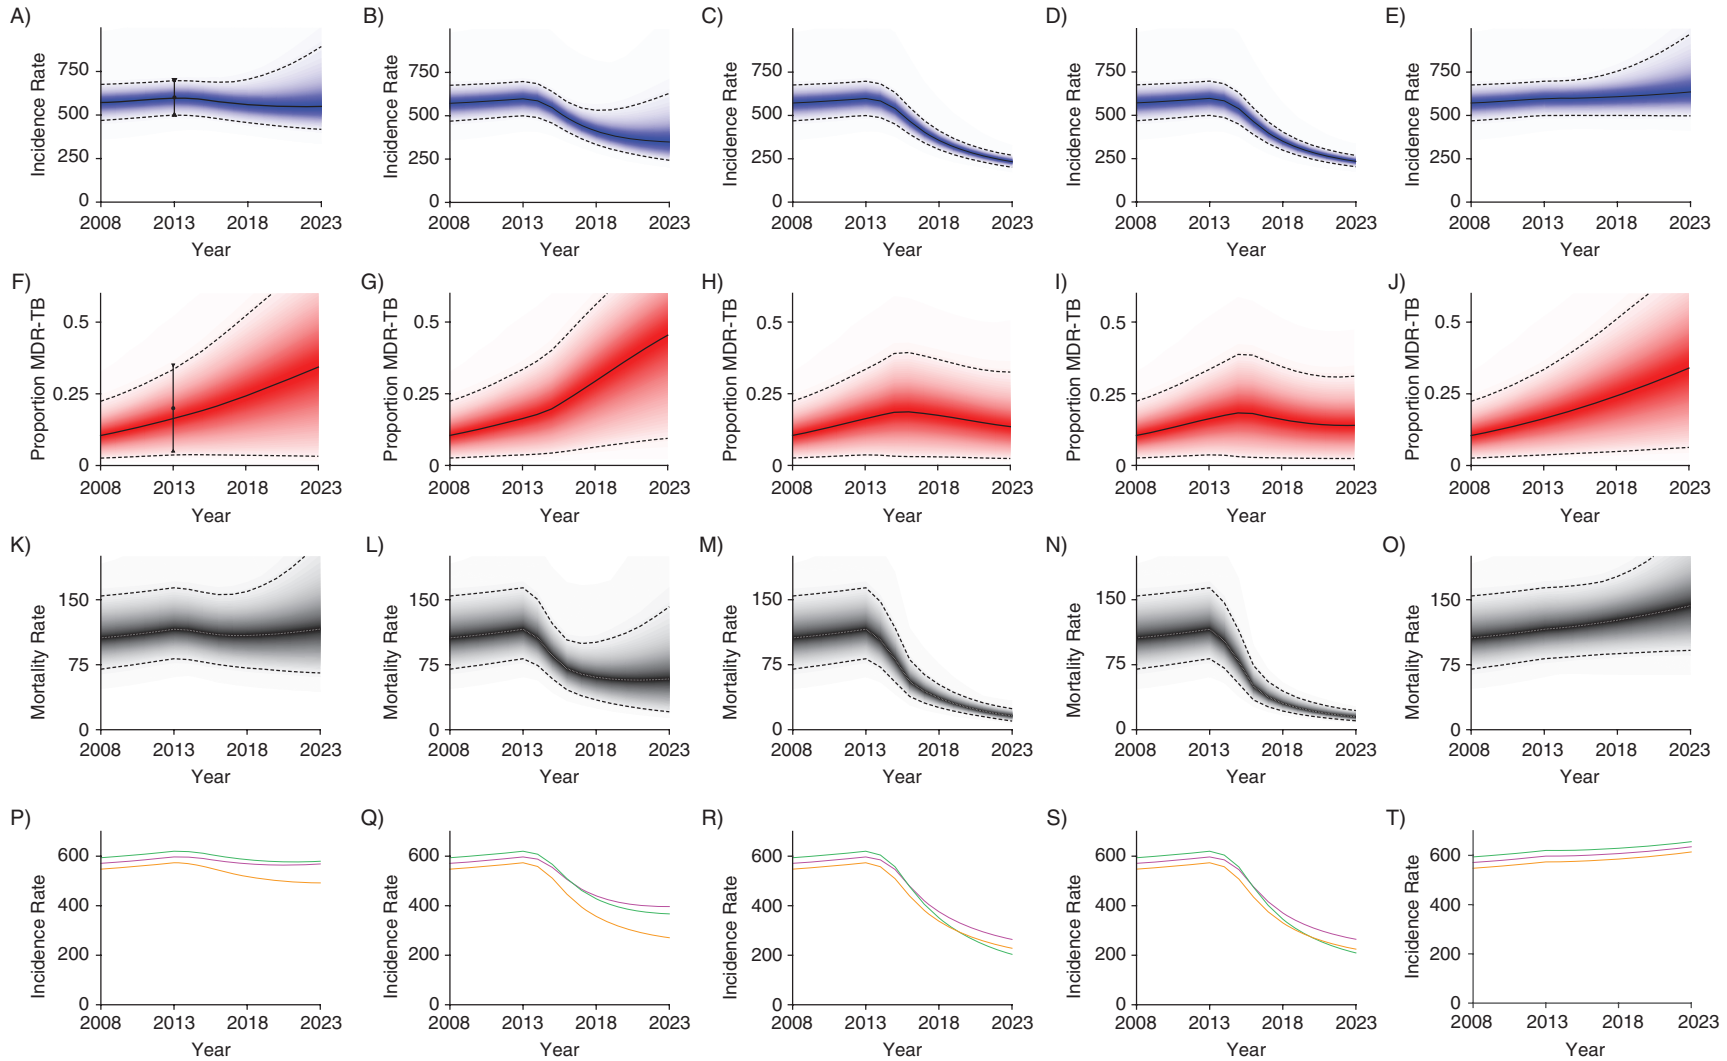 A) B) C) D) E)
Incidence Rate Incidence Rate Incidence Rate Incidence Rate Incidence Rate
750 750 750 750 750
500 500 500 500 500
250 250 250 250 250
0 0 0 0 0
2008 2013 2018 2023 2008 2013 2018 2023 2008 2013 2018 2023 2008 2013 2018 2023 2008 2013 2018 2023
Year Year Year Year Year
F) G) H) I) J)
Proportion MDR-TB Proportion MDR-TB Proportion MDR-TB Proportion MDR-TB Proportion MDR-TB
0.5 0.5 0.5 0.5 0.5
0.25 0.25 0.25 0.25 0.25
0 0 0 0 0
2008 2013 2018 2023 2008 2013 2018 2023 2008 2013 2018 2023 2008 2013 2018 2023 2008 2013 2018 2023
Year Year Year Year Year
K) L) M) N) O)
Mortality Rate Mortality Rate Mortality Rate Mortality Rate Mortality Rate
150 150 150 150 150
75 75 75 75 75
0 0 0 0 0
2008 2013 2018 2023 2008 2013 2018 2023 2008 2013 2018 2023 2008 2013 2018 2023 2008 2013 2018 2023
Year Year Year Year Year
P) Q) R) S) T)
Incidence Rate Incidence Rate Incidence Rate Incidence Rate Incidence Rate
600 600 600 600 600
400 400 400 400 400
200 200 200 200 200
0 0 0 0 0
2008 2013 2018 2023 2008 2013 2018 2023 2008 2013 2018 2023 2008 2013 2018 2023 2008 2013 2018 2023
Year Year Year Year Year